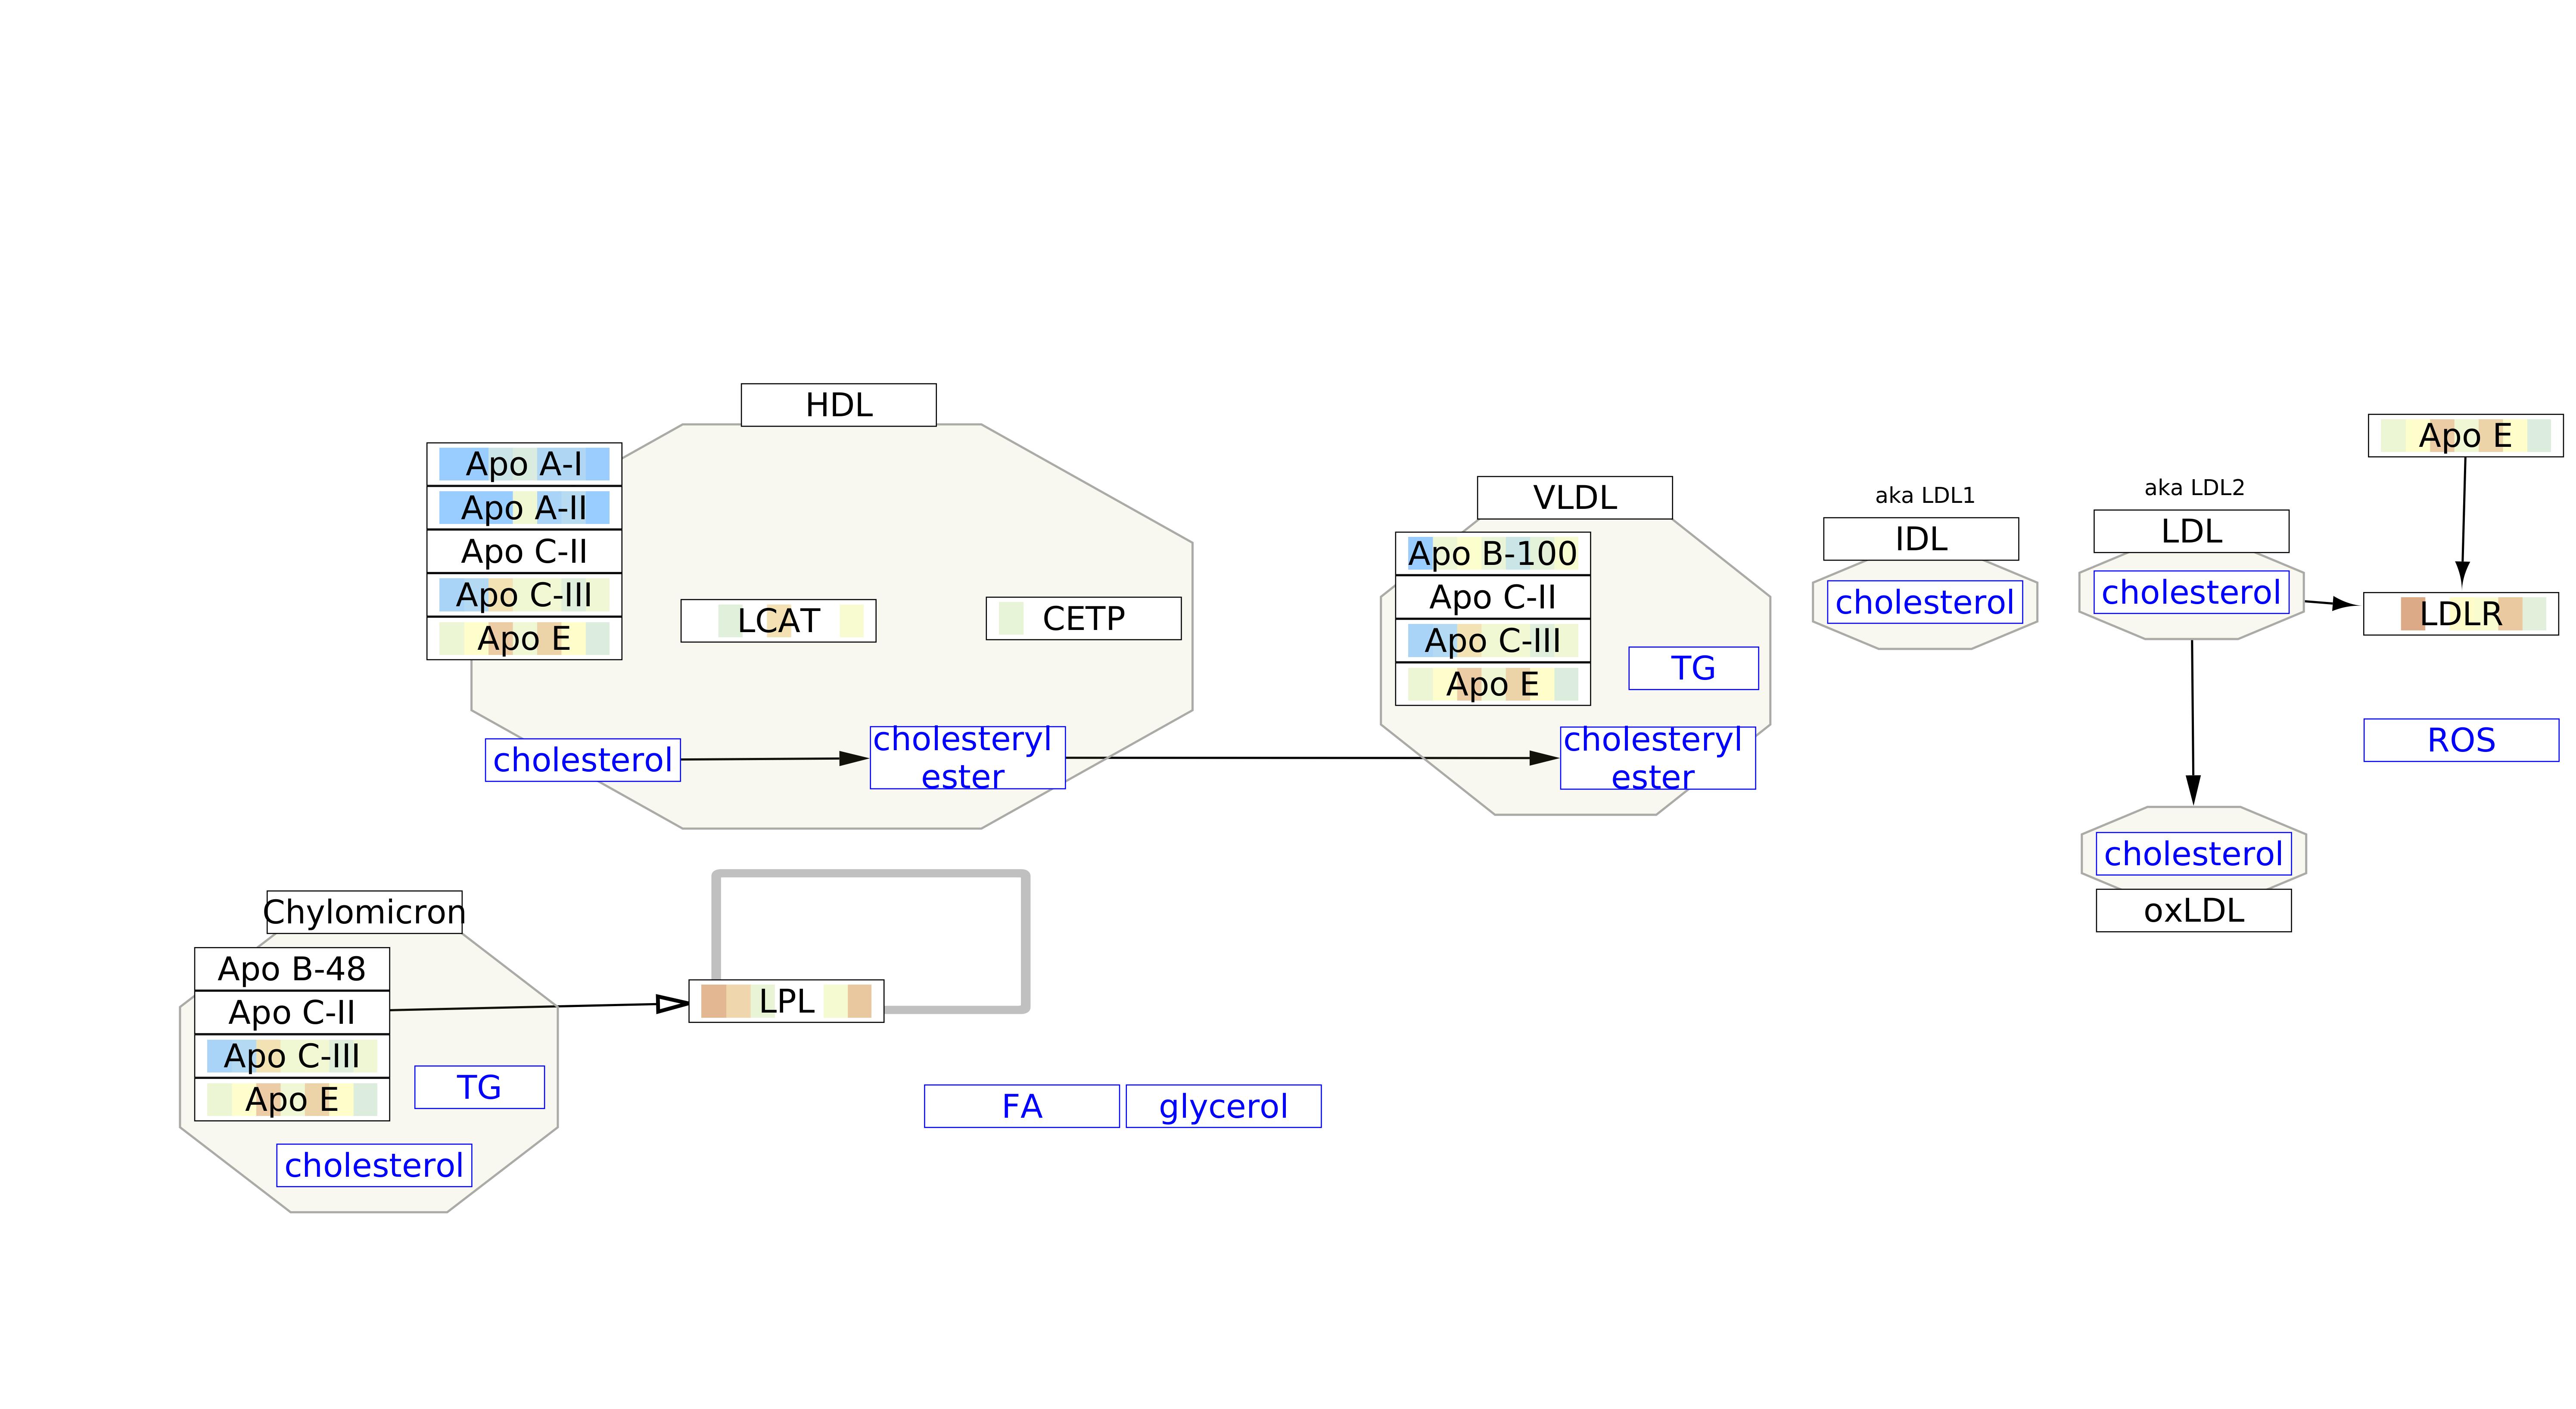 HDL
Apo A-I
Apo A-II
Apo C-II
Apo C-III
Apo E
LCAT
CETP
cholesterol
cholesteryl
ester
VLDL
Apo B-100
Apo C-II
Apo C-III
Apo E
TG
cholesteryl
ester
aka LDL1
IDL
cholesterol
aka LDL2
LDL
cholesterol
Apo E
LDLR
ROS
cholesterol
oxLDL
Chylomicron
Apo B-48
Apo C-II
Apo C-III
Apo E
TG
cholesterol
LPL
FA
glycerol